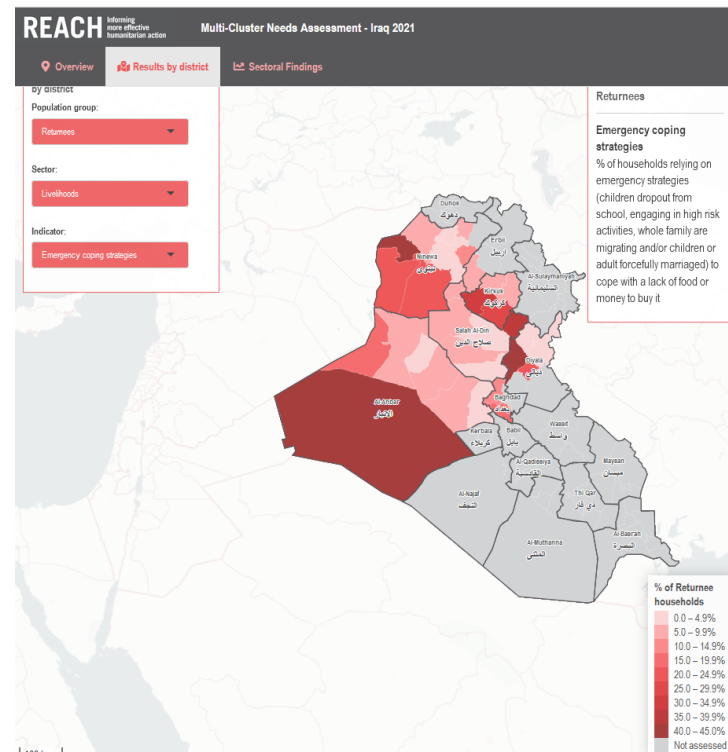 REACH Informing more effective humanitarian action
Multi-Cluster Needs Assessment - Iraq 2021
Overview
Results by district
Sectoral Findings
by district
Population group:
Returnees
Sector:
Livelihoods
Indicator:
Emergency coping strategies
Returnees
Emergency coping
strategies
% of households relying on
emergency strategies
(children dropout from
school, engaging in high risk
activities, whole family are
migrating and/or children or
adult forcefully marriaged) to
cope with a lack of food or
money to buy it
Duhok
دهوك
Erbil
اربيل
Ninewa
نينوى
Al-Sulaymaniyah
السليمانية
Kirkuk
كركوك
Salah Al-Din
صلاح الدين
Diyala
ديالى
Al-Anbar
الانبار
Baghdad
بغداد
Kerbala
كربلاء
Babil
بابل
Wassit
واسط
Al-Qadissiya
القادسية
Maysan
ميسان
Al-Najaf
النجف
Thi Qar
ذي قار
Al-Muthanna
المثنى
Al-Basrah
البصرة
% of Returnee
households
0.0 – 4.9%
5.0 – 9.9%
10.0 – 14.9%
15.0 – 19.9%
20.0 – 24.9%
25.0 – 29.9%
30.0 – 34.9%
35.0 – 39.9%
40.0 – 45.0%
Not assessed